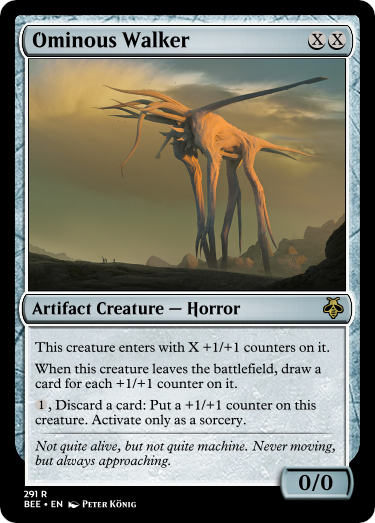 Ominous Walker X X
Artifact Creature — Horror
This creature enters with X +1/+1 counters on it.
When this creature leaves the battlefield, draw a
card for each +1/+1 counter on it.
1, Discard a card: Put a +1/+1 counter on this
creature. Activate only as a sorcery.
Not quite alive, but not quite machine. Never moving,
but always approaching.
0/0
291 R
BEE • EN Peter König